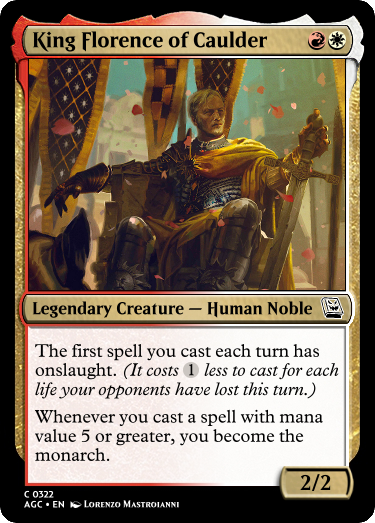 King Florence of Caulder
Legendary Creature — Human Noble
The first spell you cast each turn has
onslaught. (It costs 1 less to cast for each
life your opponents have lost this turn.)
Whenever you cast a spell with mana
value 5 or greater, you become the
monarch.
2/2
C 0322
AGC • EN Lorenzo Mastroianni